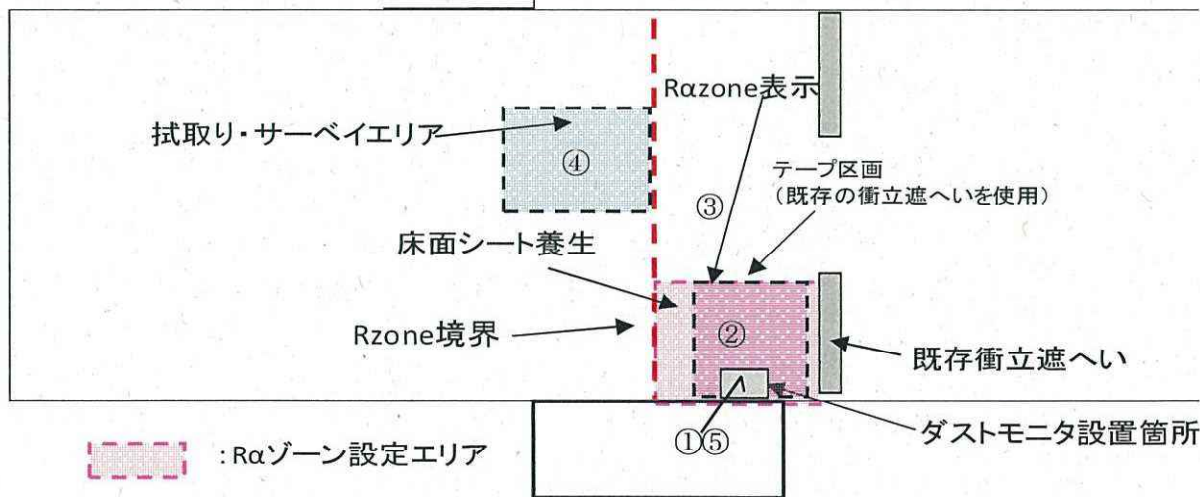 Rαzone表示
拭取り・サーベイエリア
④
テープ区画
（既存の衝立遮へいを使用）
③
床面シート養生
Rzone境界
②
既存衝立遮へい
①⑤
ダストモニタ設置箇所
：Rαゾーン設定エリア